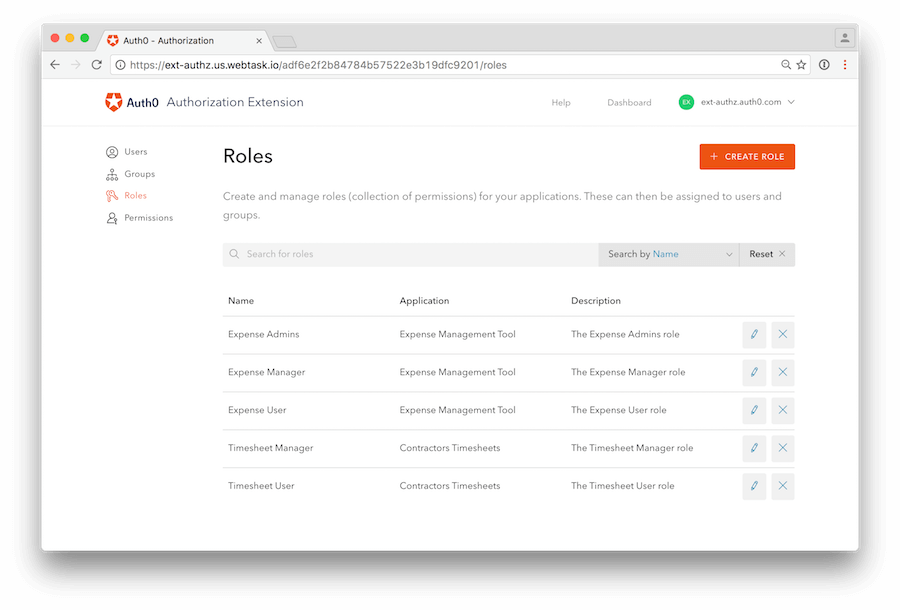 Auth0 - Authorization
https://ext-authz.us.webtask.io/adf6e2f2b84784b57522e3b19dfc9201/roles
Auth0 Authorization Extension
Help
Dashboard
EX
ext-authz.auth0.com
Users
Groups
Roles
Permissions
Roles
+ CREATE ROLE
Create and manage roles (collection of permissions) for your applications. These can then be assigned to users and
groups.
Search for roles
Search by Name
Reset
Name Application Description
Expense Admins Expense Management Tool The Expense Admins role
Expense Manager Expense Management Tool The Expense Manager role
Expense User Expense Management Tool The Expense User role
Timesheet Manager Contractors Timesheets The Timesheet Manager role
Timesheet User Contractors Timesheets The Timesheet User role